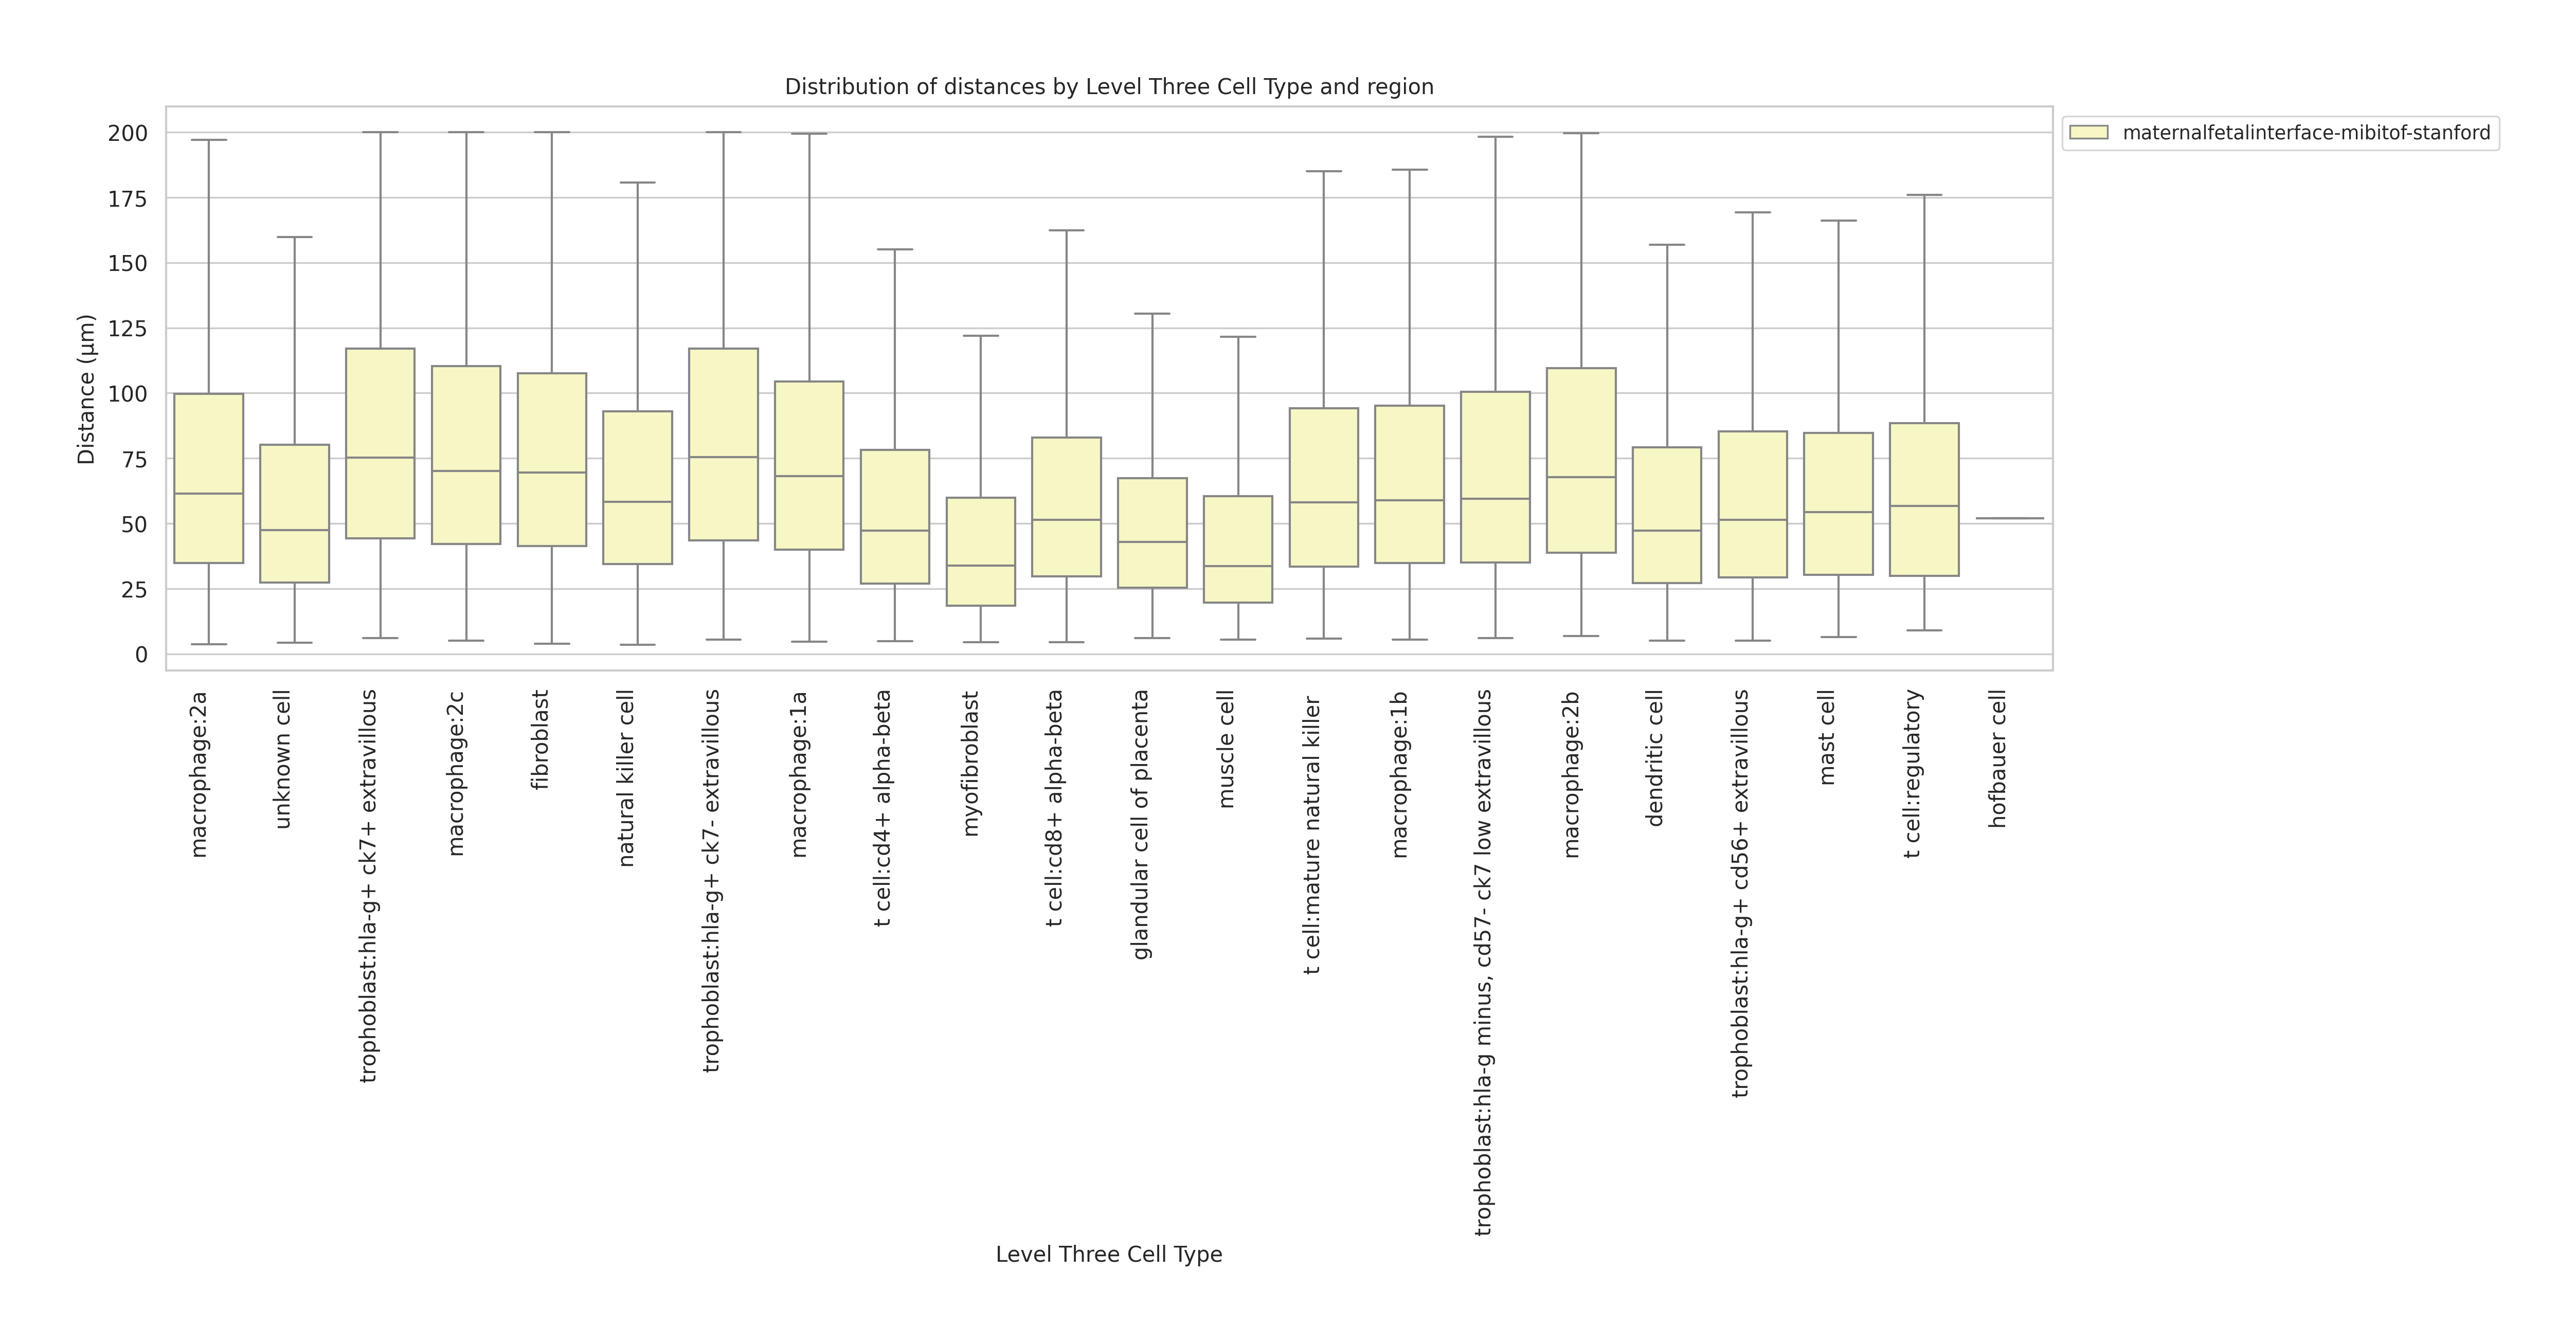 Distribution of distances by Level Three Cell Type and region
maternalfetalinterface-mibitof-stanford
Distance (µm)
200
175
150
125
100
75
50
25
0
macrophage:2a
unknown cell
trophoblast:hla-g+ ck7+ extravillous
macrophage:2c
fibroblast
natural killer cell
trophoblast:hla-g+ ck7- extravillous
macrophage:1a
t cell:cd4+ alpha-beta
myofibroblast
t cell:cd8+ alpha-beta
glandular cell of placenta
muscle cell
t cell:mature natural killer
macrophage:1b
trophoblast:hla-g minus, cd57- ck7 low extravillous
macrophage:2b
dendritic cell
trophoblast:hla-g+ cd56+ extravillous
mast cell
t cell:regulatory
hofbauer cell
Level Three Cell Type